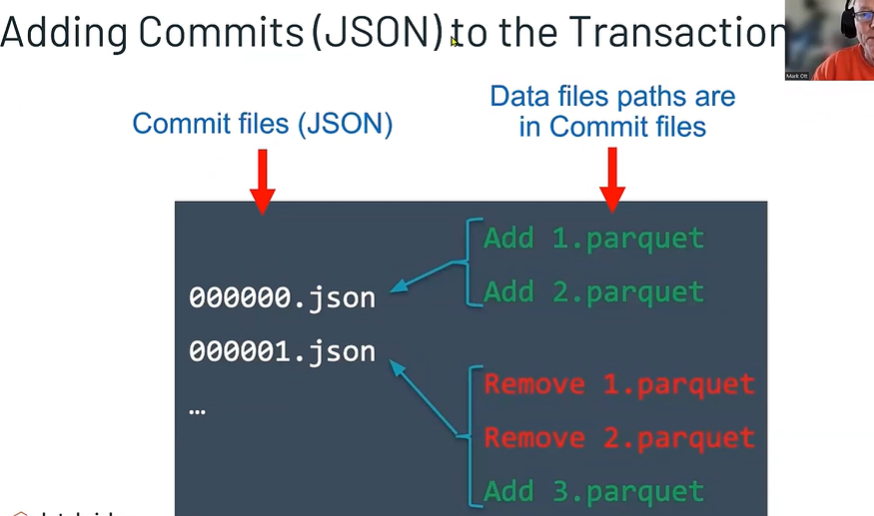 Adding Commits (JSON) to the Transaction
Mark Ott
Commit files (JSON)
Data files paths are
in Commit files
Add 1.parquet
Add 2.parquet
000000.json
000001.json
…
Remove 1.parquet
Remove 2.parquet
Add 3.parquet